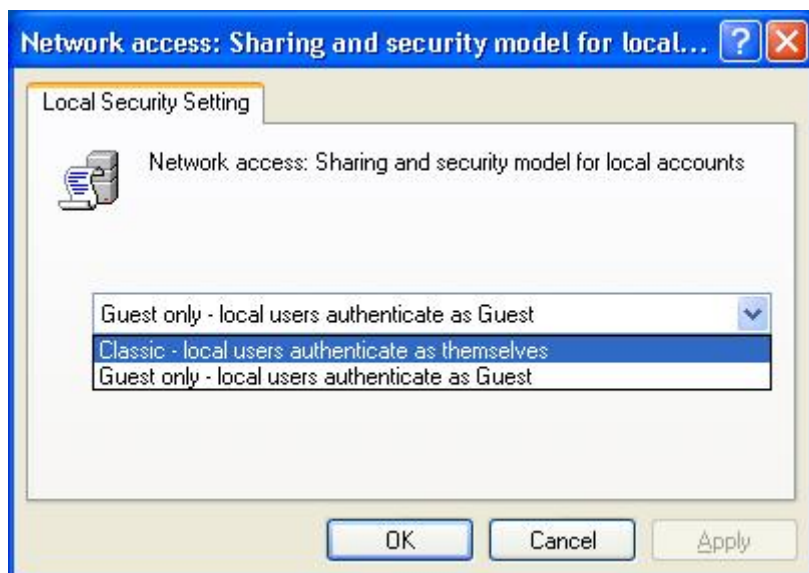 Network access: Sharing and security model for local...
Local Security Setting
Network access: Sharing and security model for local accounts
Guest only - local users authenticate as Guest
Classic - local users authenticate as themselves
Guest only - local users authenticate as Guest
OK Cancel Apply